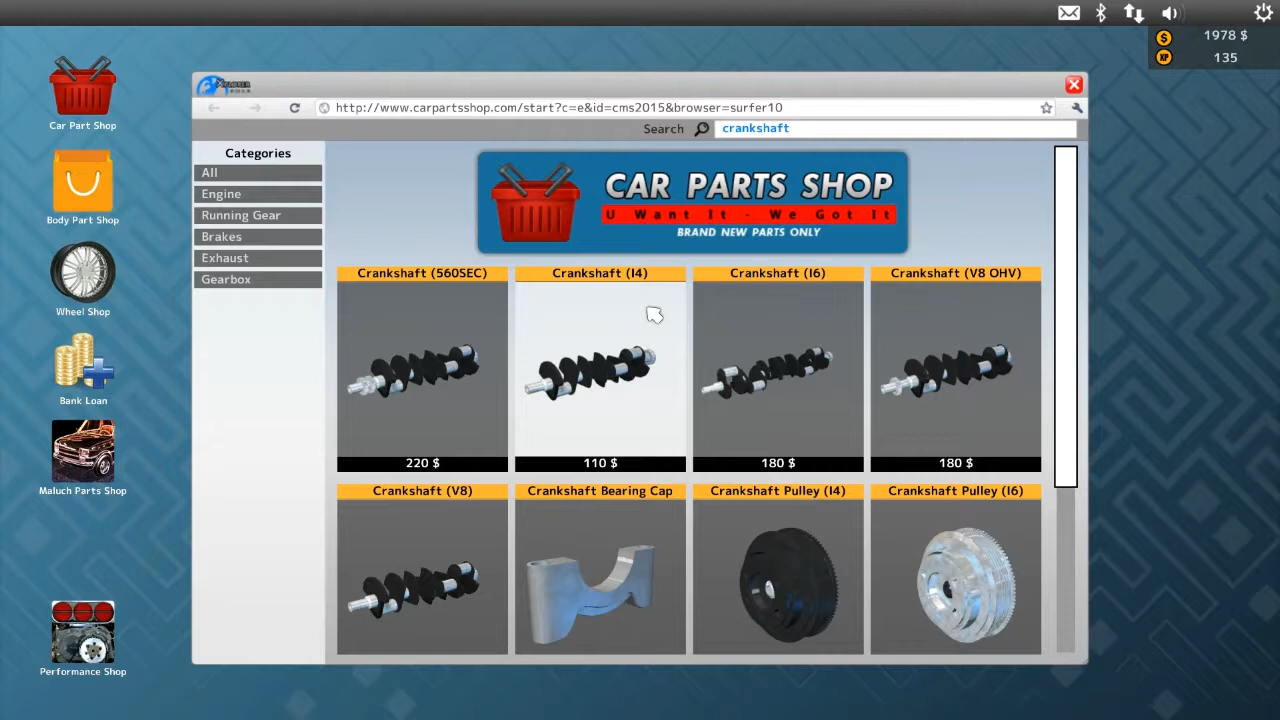 1978 $
135
Car Part Shop
Body Part Shop
Wheel Shop
Bank Loan
Maluch Parts Shop
Performance Shop
http://www.carpartsshop.com/start?c=e&id=cms2015&browser=surfer10
Search
crankshaft
Categories
All
Engine
Running Gear
Brakes
Exhaust
Gearbox
CAR PARTS SHOP
U Want It - We Got It
BRAND NEW PARTS ONLY
Crankshaft (560SEC)
Crankshaft (I4)
Crankshaft (I6)
Crankshaft (V8 OHV)
220 $
110 $
180 $
180 $
Crankshaft (V8)
Crankshaft Bearing Cap
Crankshaft Pulley (I4)
Crankshaft Pulley (I6)